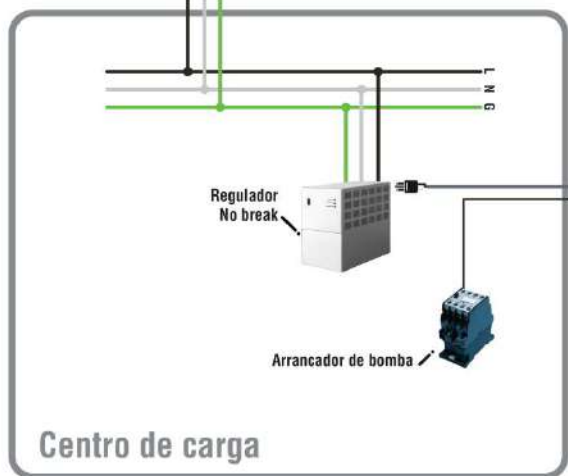 L
N
G
Regulador
No break
Arrancador de bomba
Centro de carga